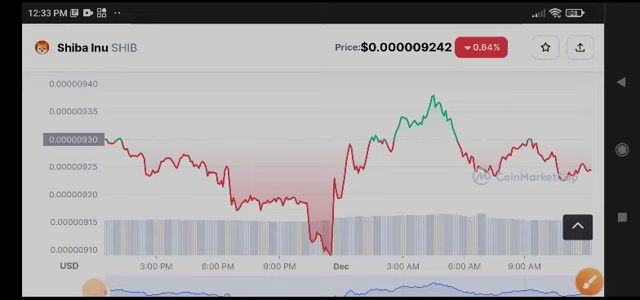 12:33 PM
Shiba Inu SHIB
Price:$0.000009242
0.64%
0.00000940
0.00000935
0.00000930
0.00000925
0.00000920
0.00000915
0.00000910
CoinMarketCap
USD
3:00 PM 6:00 PM 9:00 PM Dec 3:00 AM 6:00 AM 9:00 AM